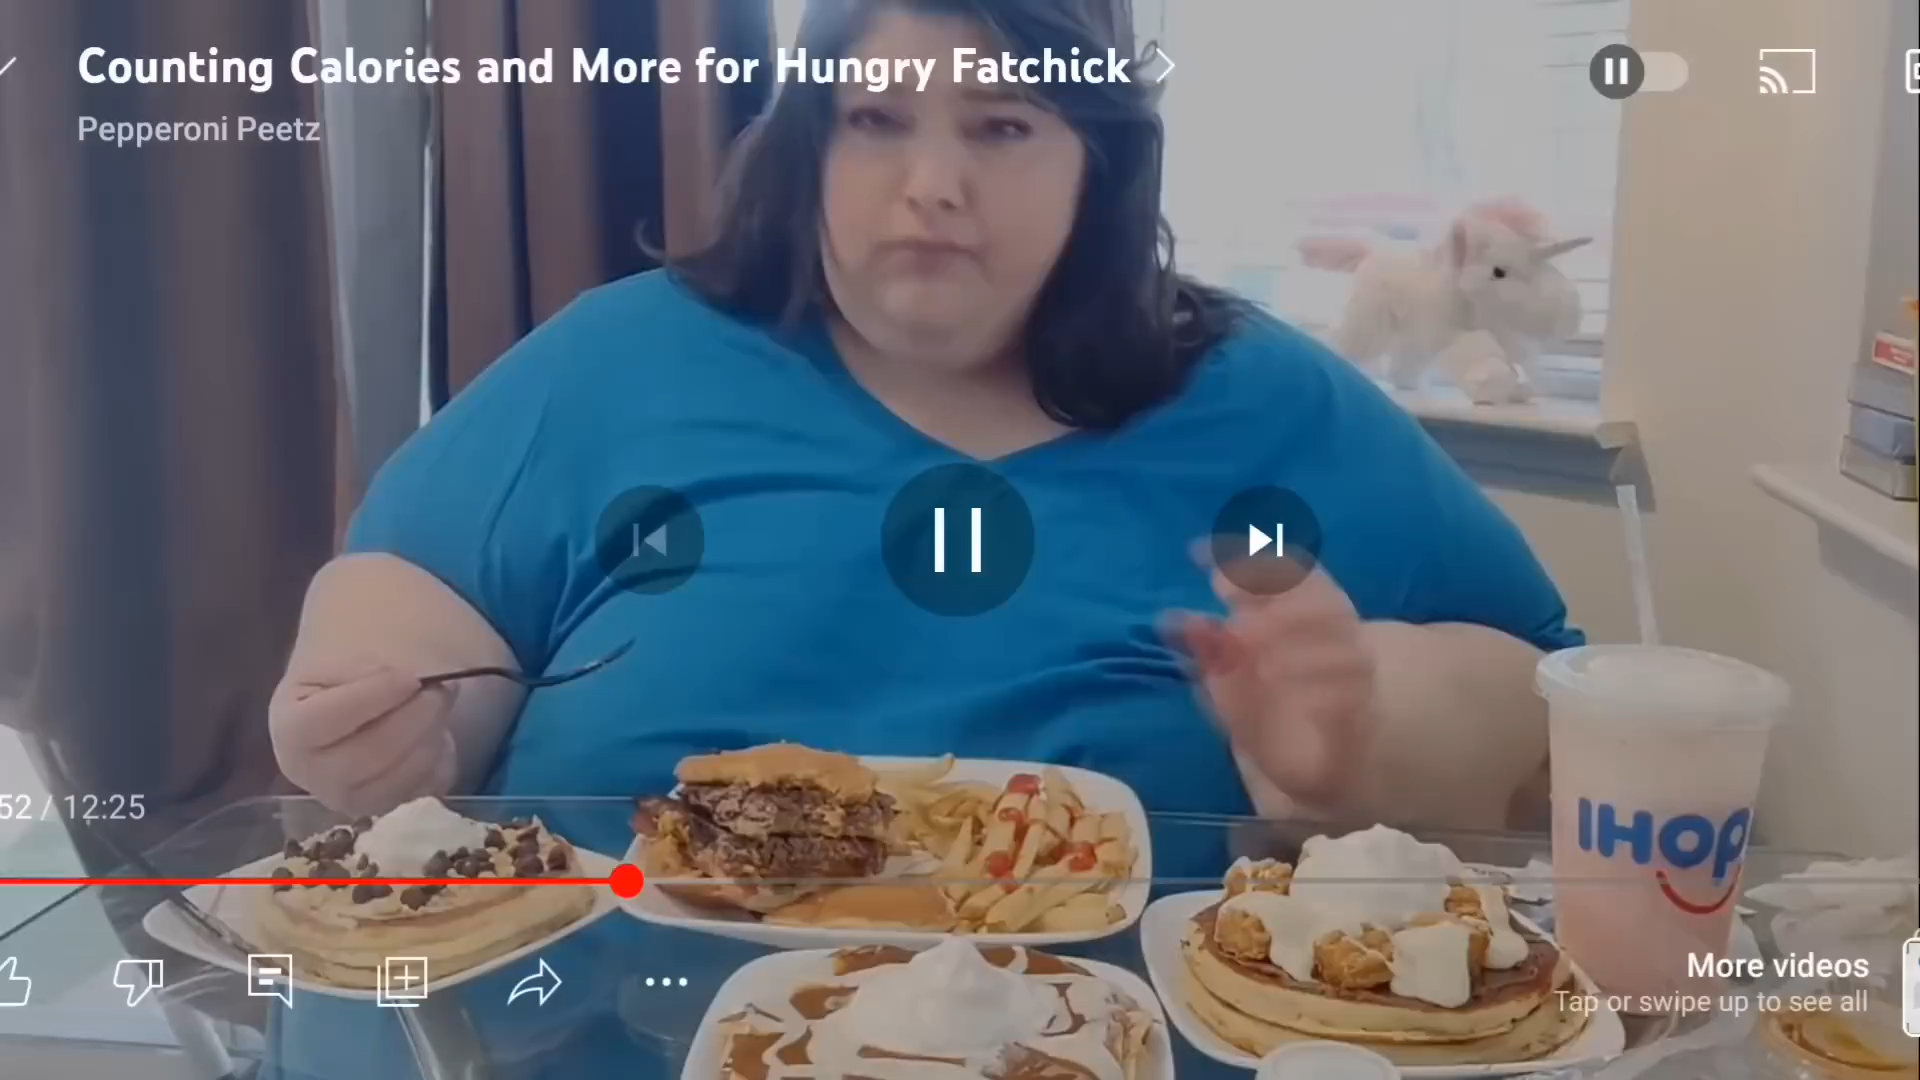 Counting Calories and More for Hungry Fatchick
Pepperoni Peetz
IHOP
52 / 12:25
More videos
Tap or swipe up to see all